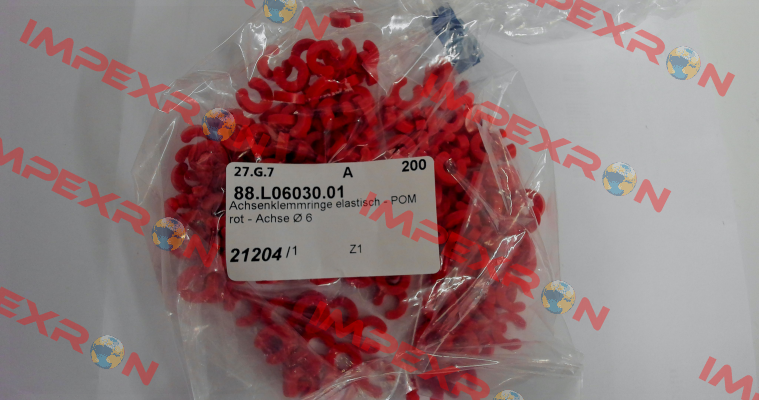 IMPEXRON
IMPEXRON
27.G.7 A 200
88.L06030.01
Achsenklemmringe elastisch - POM
rot - Achse Ø 6
21204 /1 Z1
IMPEXRON
IMPEXRON
IMPEXRON
IMPEXRON
IMP